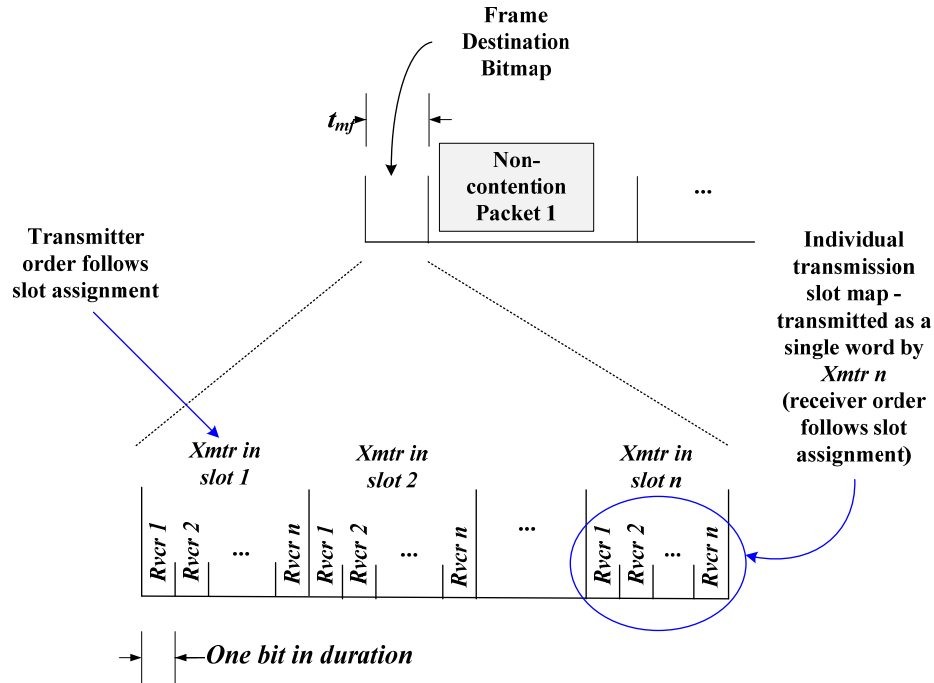 Frame
Destination
Bitmap
t_mf
Non-
contention
Packet 1
...
Transmitter
order follows
slot assignment
Individual
transmission
slot map -
transmitted as a
single word by
Xmtr n
(receiver order
follows slot
assignment)
Xmtr in
slot 1
Xmtr in
slot 2
Xmtr in
slot n
...
Rvcr 1
Rvcr 2
...
Rvcr n
Rvcr 1
Rvcr 2
...
Rvcr n
Rvcr 1
Rvcr 2
...
Rvcr n
One bit in duration